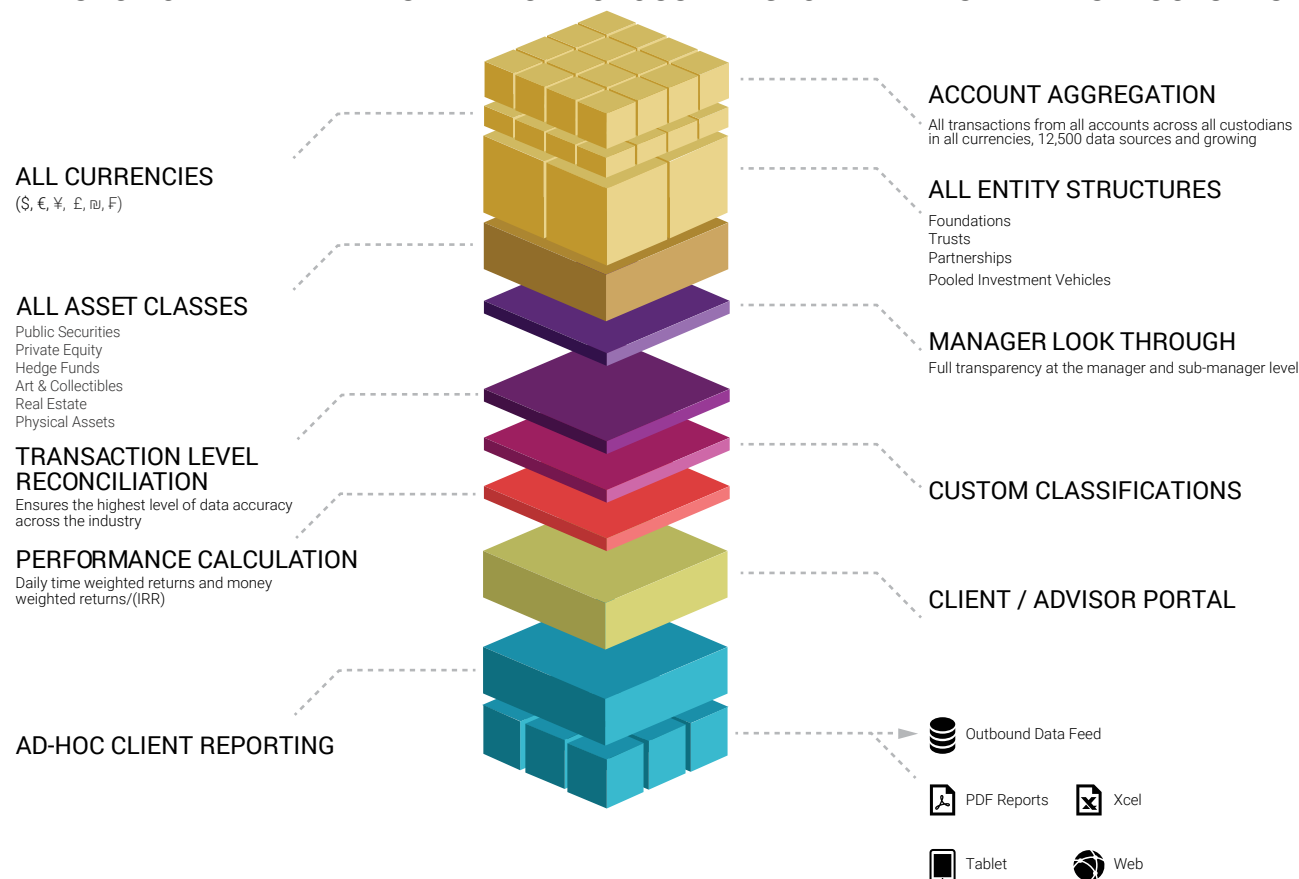 ACCOUNT AGGREGATION
All transactions from all accounts across all custodians
in all currencies, 12,500 data sources and growing
ALL CURRENCIES
($, €, ¥, £, ₪, ₣)
ALL ENTITY STRUCTURES
Foundations
Trusts
Partnerships
Pooled Investment Vehicles
ALL ASSET CLASSES
Public Securities
Private Equity
Hedge Funds
Art & Collectibles
Real Estate
Physical Assets
MANAGER LOOK THROUGH
Full transparency at the manager and sub-manager level
TRANSACTION LEVEL
RECONCILIATION
Ensures the highest level of data accuracy
across the industry
CUSTOM CLASSIFICATIONS
PERFORMANCE CALCULATION
Daily time weighted returns and money
weighted returns/(IRR)
CLIENT / ADVISOR PORTAL
AD-HOC CLIENT REPORTING
Outbound Data Feed
PDF Reports
Xcel
Tablet
Web